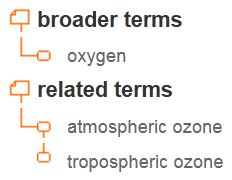 broader terms
oxygen
related terms
atmospheric ozone
tropospheric ozone